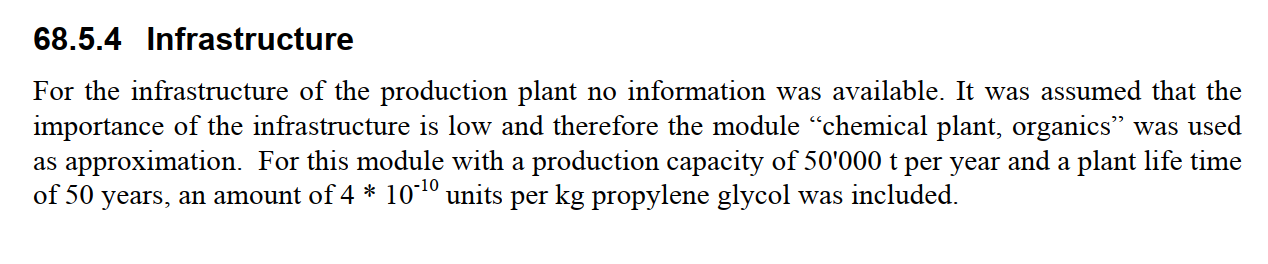 68.5.4 Infrastructure
For the infrastructure of the production plant no information was available. It was assumed that the
importance of the infrastructure is low and therefore the module “chemical plant, organics” was used
as approximation. For this module with a production capacity of 50'000 t per year and a plant life time
of 50 years, an amount of 4 * 10⁻¹⁰ units per kg propylene glycol was included.